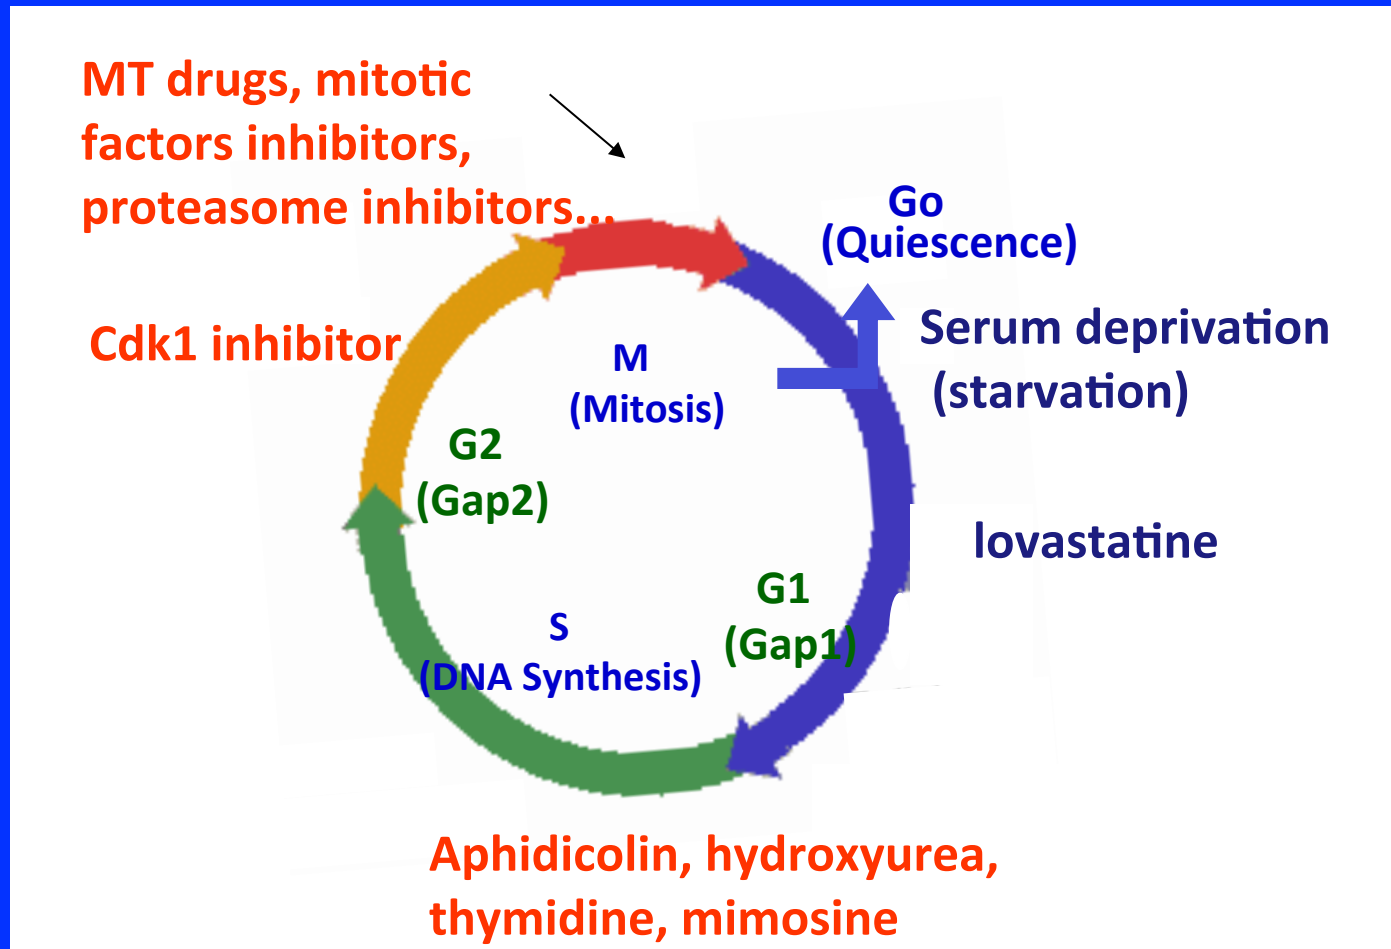 MT drugs, mitotic
factors inhibitors,
proteasome inhibitors...
Go
(Quiescence)
Cdk1 inhibitor
Serum deprivation
(starvation)
M
(Mitosis)
G2
(Gap2)
lovastatine
G1
(Gap1)
S
(DNA Synthesis)
Aphidicolin, hydroxyurea,
thymidine, mimosine